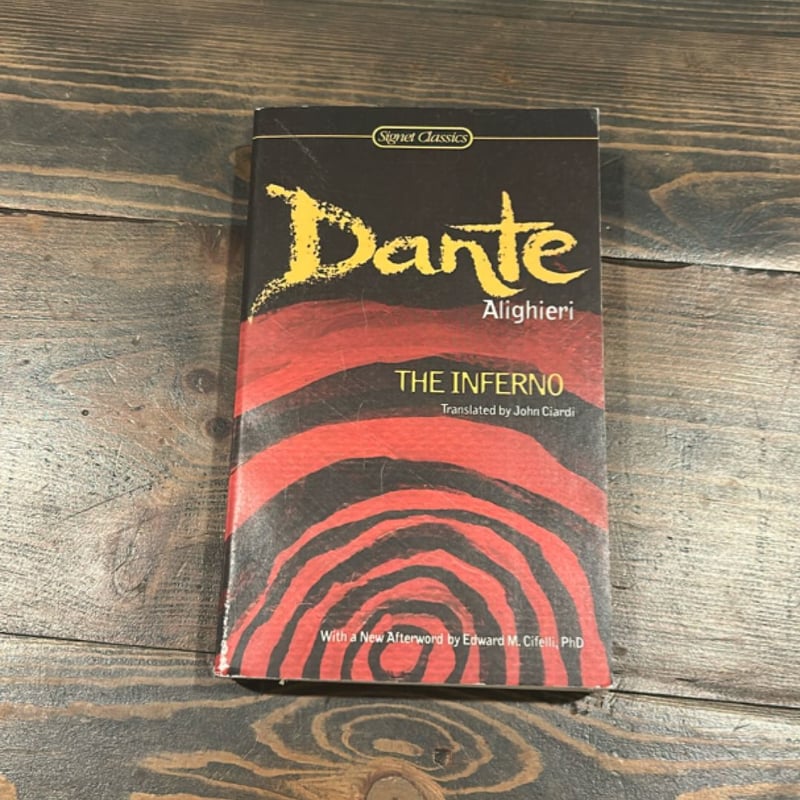 Signet Classics
Dante
Alighieri
THE INFERNO
Translated by John Ciardi
With a New Afterword by Edward M. Cifelli, PhD